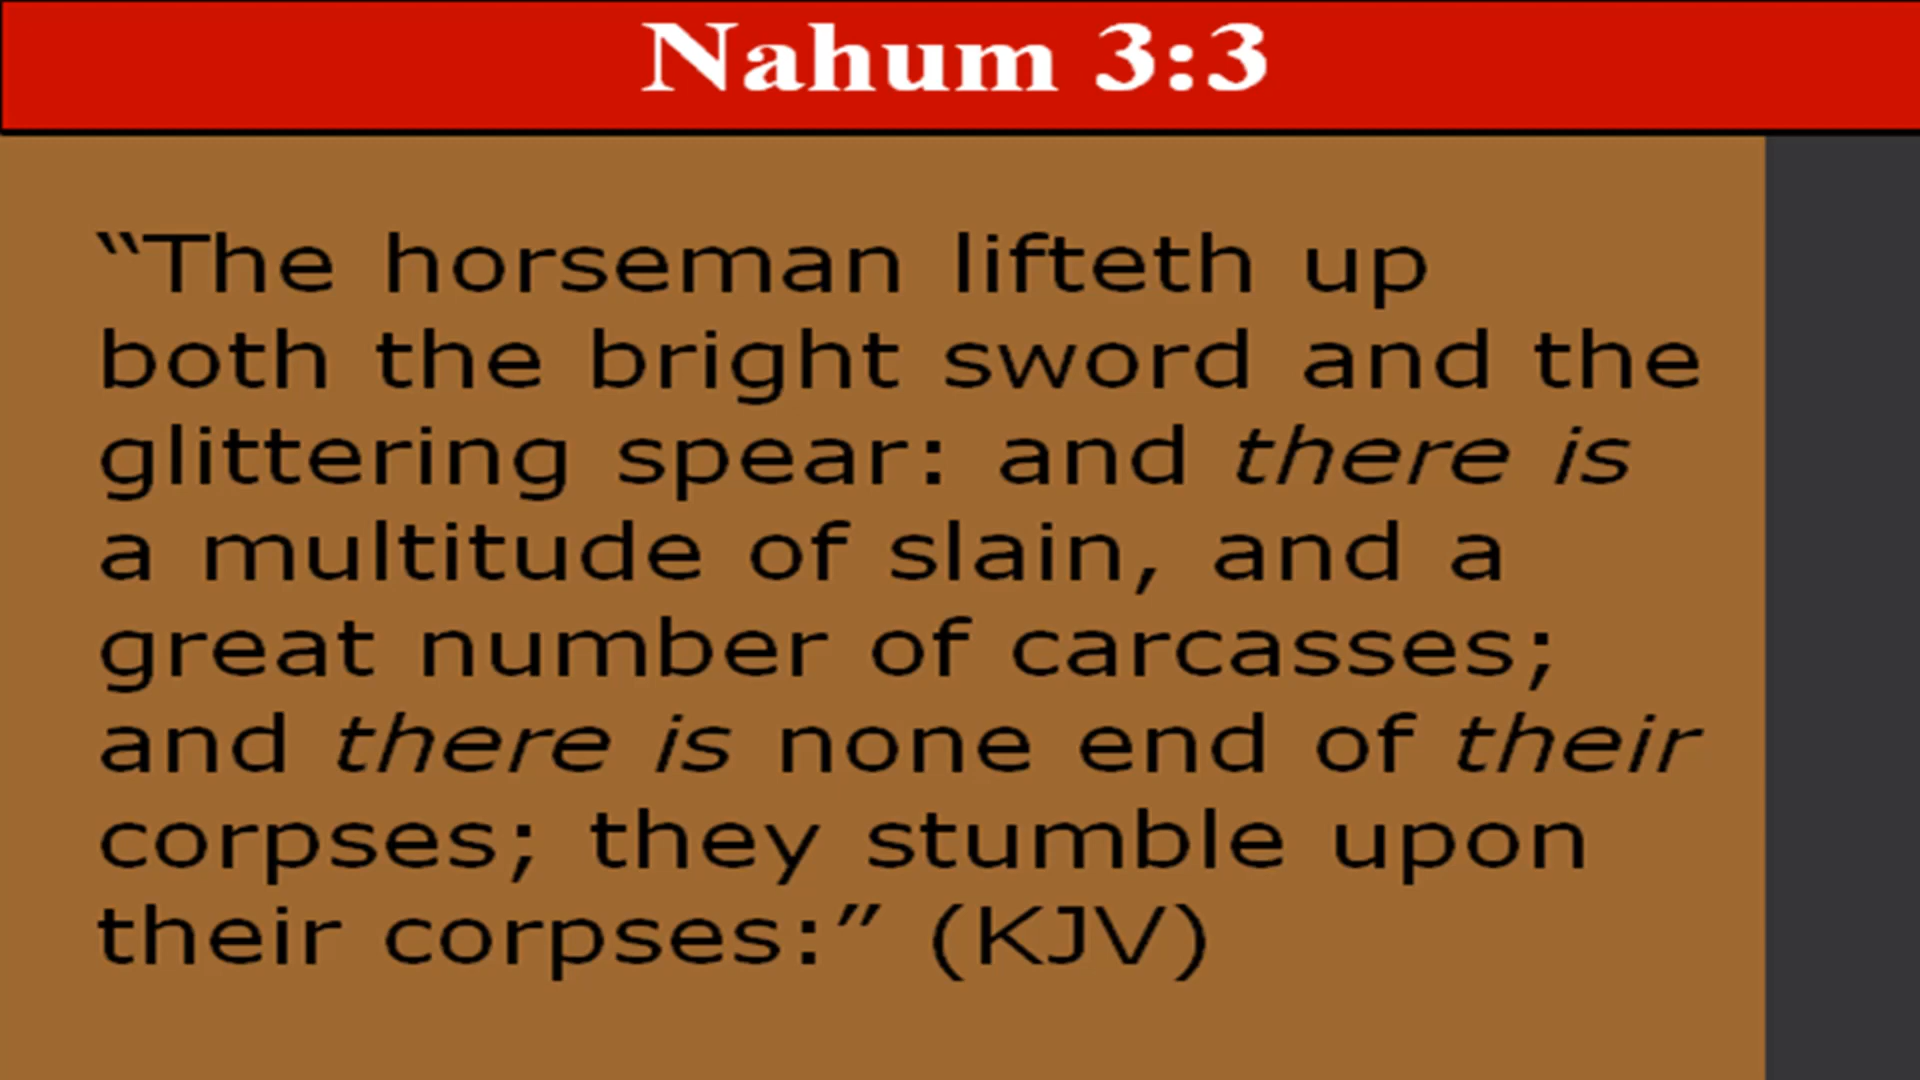 Nahum 3:3
“The horseman lifteth up
both the bright sword and the
glittering spear: and there is
a multitude of slain, and a
great number of carcasses;
and there is none end of their
corpses; they stumble upon
their corpses:” (KJV)